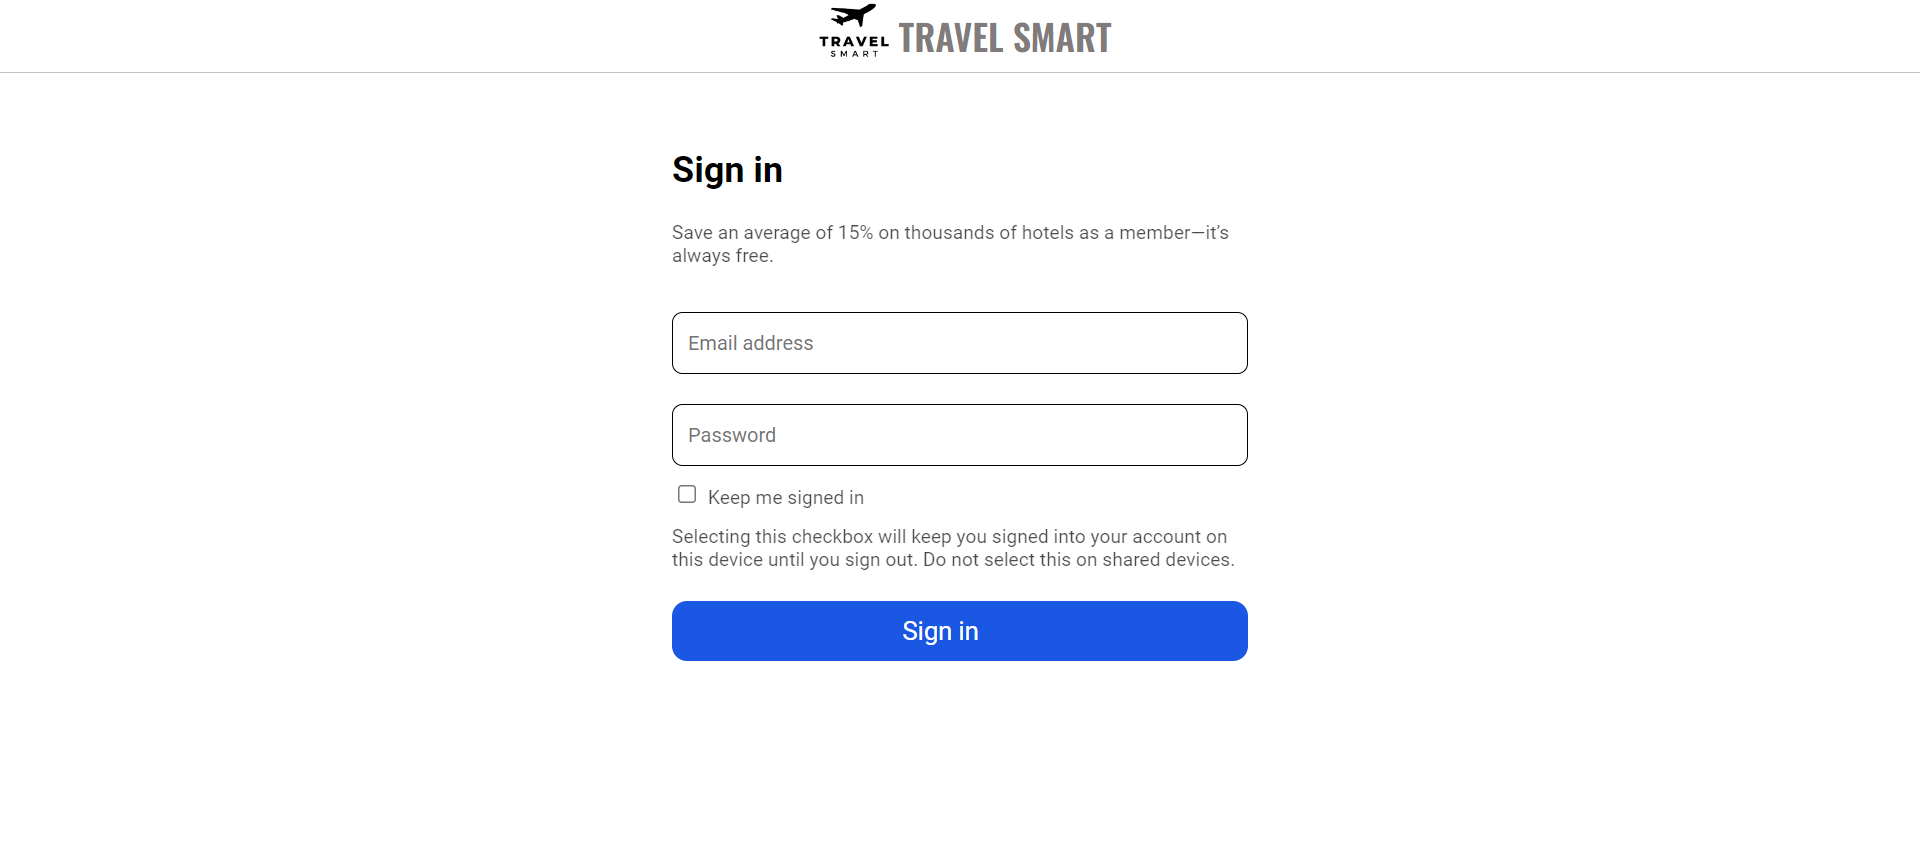 TRAVEL
SMART
TRAVEL SMART
Sign in
Save an average of 15% on thousands of hotels as a member—it's
always free.
Email address
Password
Keep me signed in
Selecting this checkbox will keep you signed into your account on
this device until you sign out. Do not select this on shared devices.
Sign in